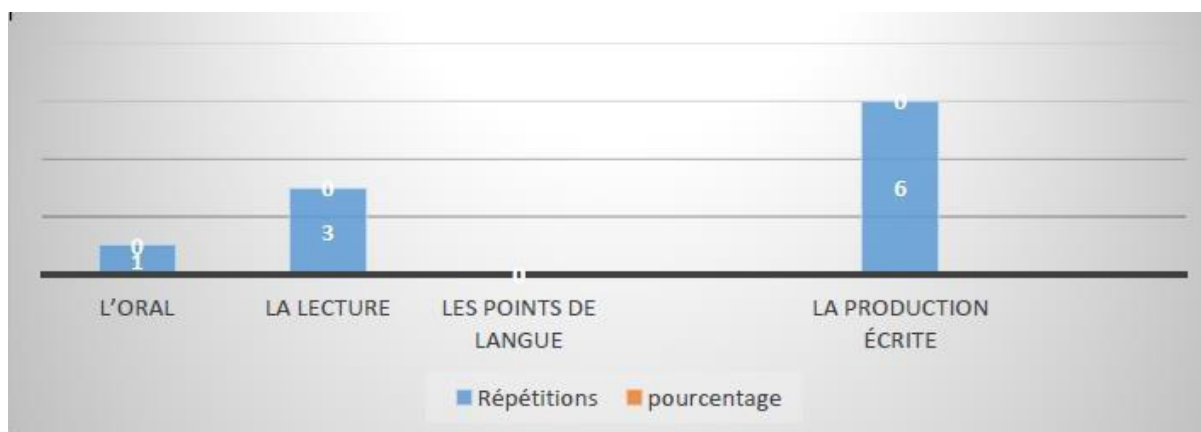 0
0
6
0
3
0
1
0
L'ORAL
LA LECTURE
LES POINTS DE
LANGUE
LA PRODUCTION
ÉCRITE
Répétitions
pourcentage